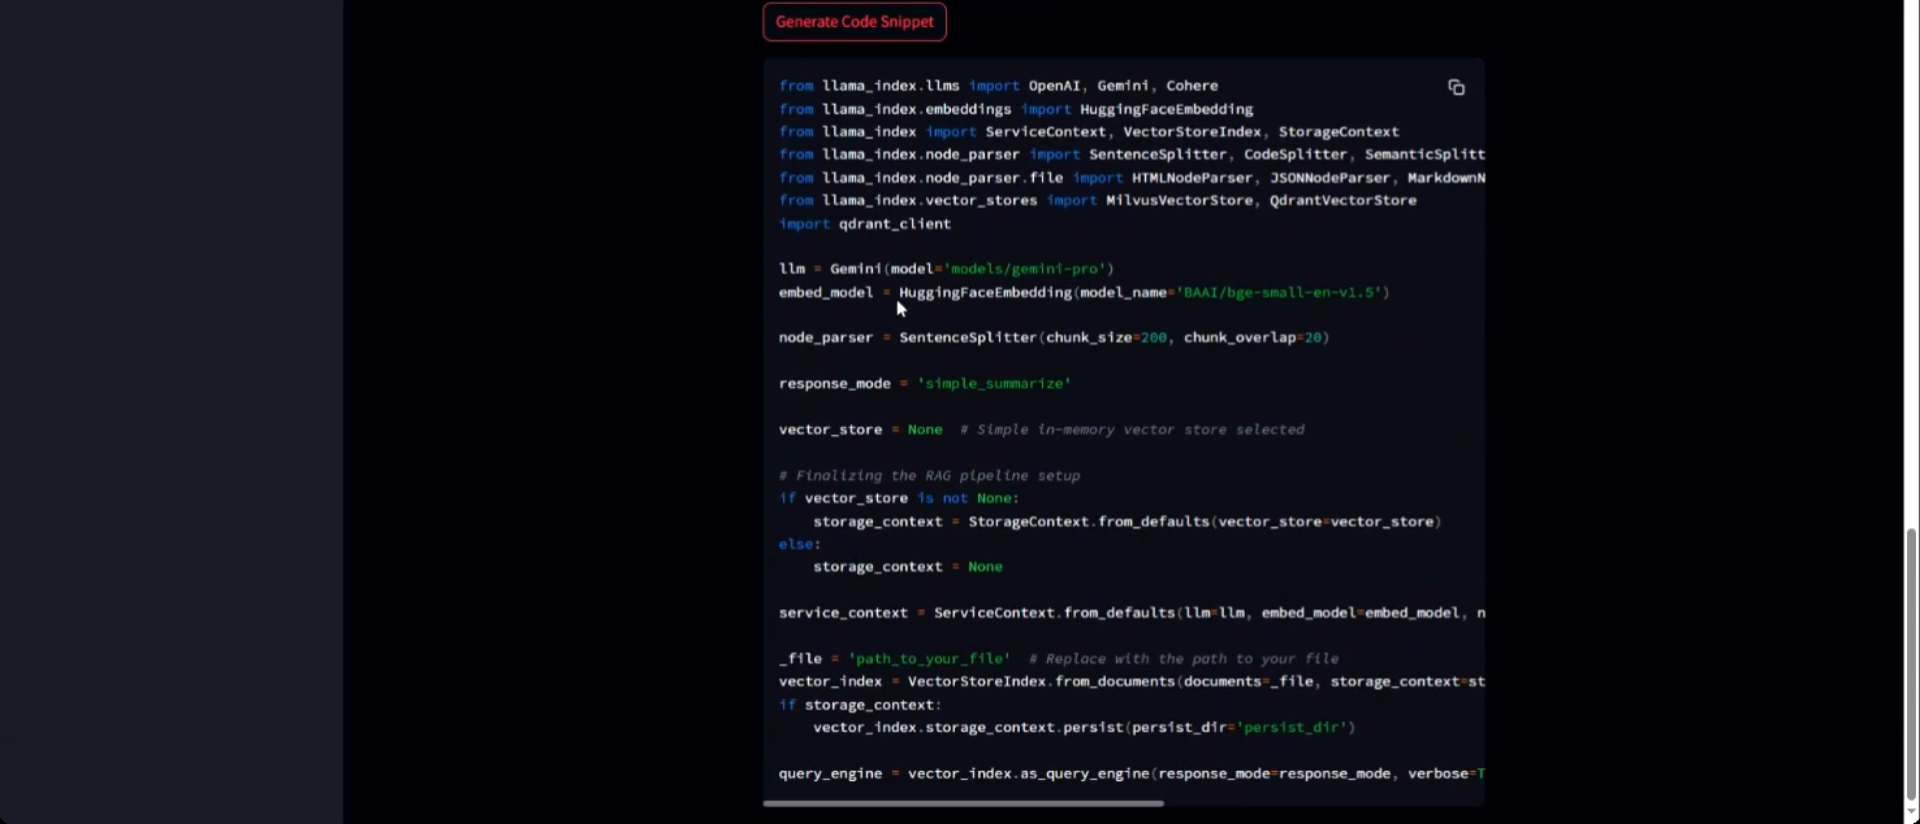 Generate Code Snippet
from llama_index.llms import OpenAI, Gemini, Cohere
from llama_index.embeddings import HuggingFaceEmbedding
from llama_index import ServiceContext, VectorStoreIndex, StorageContext
from llama_index.node_parser import SentenceSplitter, CodeSplitter, SemanticSplitt
from llama_index.node_parser.file import HTMLNodeParser, JSONNodeParser, MarkdownN
from llama_index.vector_stores import MilvusVectorStore, QdrantVectorStore
import qdrant_client
llm = Gemini(model='models/gemini-pro')
embed_model = HuggingFaceEmbedding(model_name='BAAI/bge-small-en-v1.5')
node_parser = SentenceSplitter(chunk_size=200, chunk_overlap=20)
response_mode = 'simple_summarize'
vector_store = None  # Simple in-memory vector store selected
# Finalizing the RAG pipeline setup
if vector_store is not None:
    storage_context = StorageContext.from_defaults(vector_store=vector_store)
else:
    storage_context = None
service_context = ServiceContext.from_defaults(llm=llm, embed_model=embed_model, n
_file = 'path_to_your_file'  # Replace with the path to your file
vector_index = VectorStoreIndex.from_documents(documents=_file, storage_context=st
if storage_context:
    vector_index.storage_context.persist(persist_dir='persist_dir')
query_engine = vector_index.as_query_engine(response_mode=response_mode, verbose=T